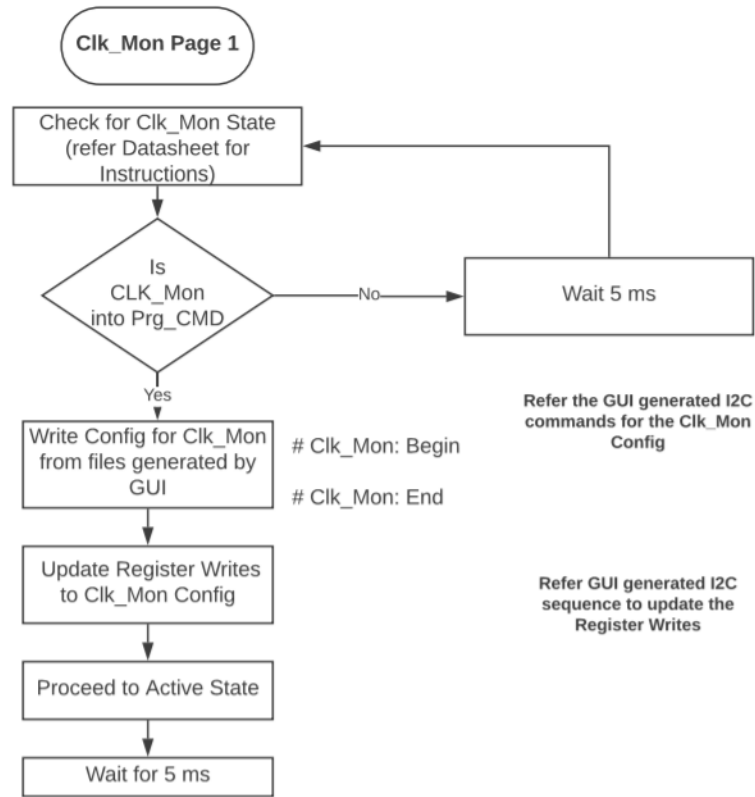 Clk_Mon Page 1
Check for Clk_Mon State
(refer Datasheet for
Instructions)
Is
CLK_Mon
into Prg_CMD
No
Wait 5 ms
Yes
Refer the GUI generated I2C
commands for the Clk_Mon
Config
Write Config for Clk_Mon
from files generated by
GUI
# Clk_Mon: Begin
# Clk_Mon: End
Update Register Writes
to Clk_Mon Config
Refer GUI generated I2C
sequence to update the
Register Writes
Proceed to Active State
Wait for 5 ms